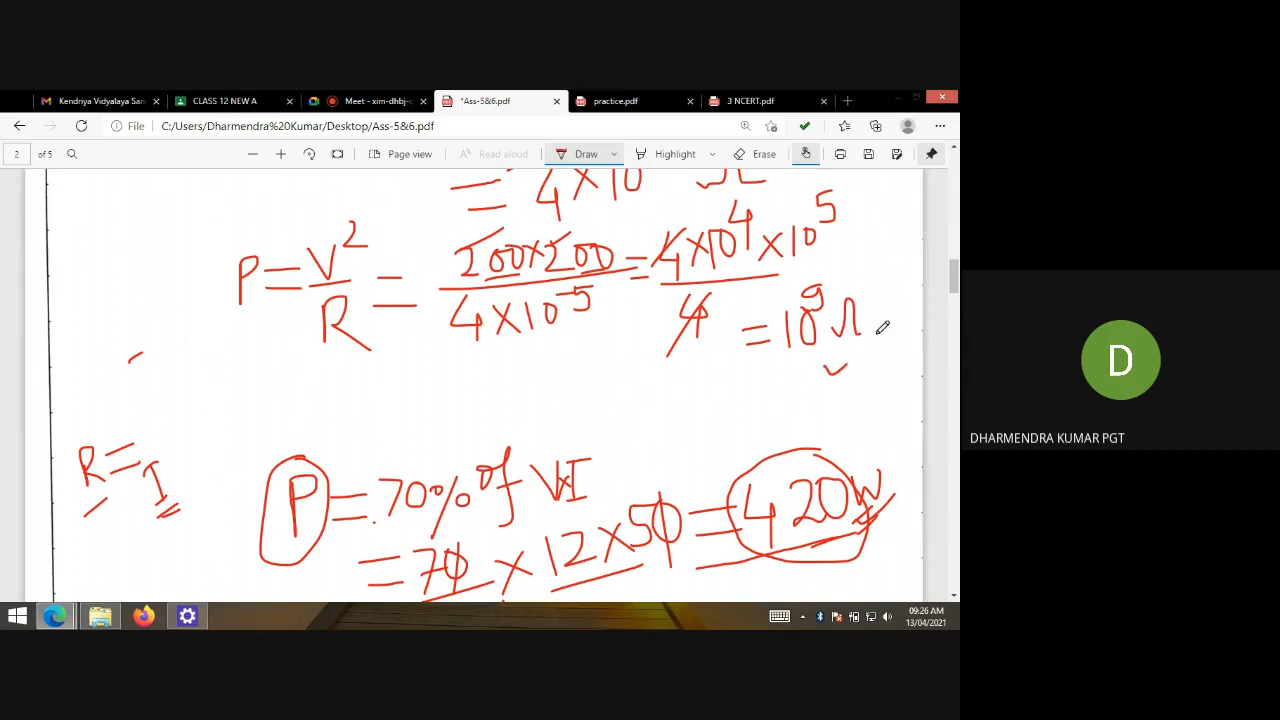 Kendriya Vidyalaya San
CLASS 12 NEW A
Meet - xim-dhbj-c
*Ass-5&6.pdf
practice.pdf
3 NCERT.pdf
File C:/Users/Dharmendra%20Kumar/Desktop/Ass-5&6.pdf
2 of 5
Page view
Read aloud
Draw
Highlight
Erase
= 4×10 Ω
P = V²/R = 200×200/4×10⁻⁵ = 4×10⁴×10⁵/4
= 10⁹ Ω
R = I
P = 70% of V×I
= 70 × 12 × 50 = 420W
D
DHARMENDRA KUMAR PGT
09:26 AM
13/04/2021